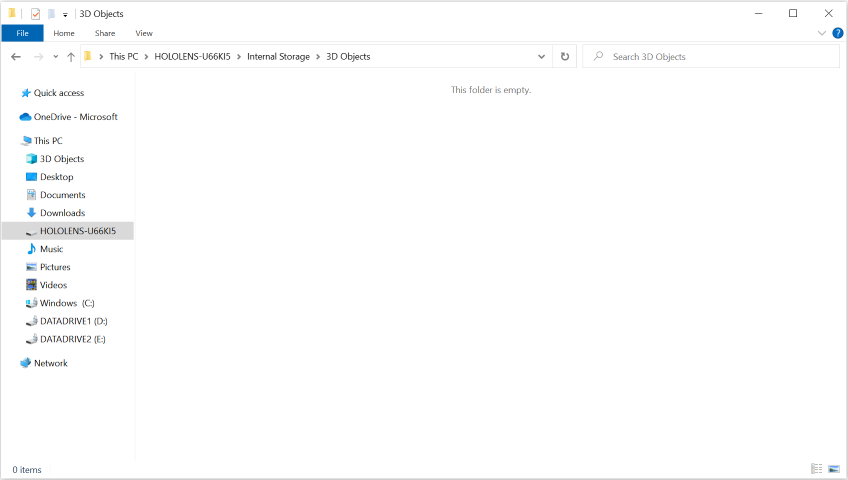 3D Objects
File Home Share View
This PC HOLOLENS-U66KI5 Internal Storage 3D Objects
Search 3D Objects
This folder is empty.
Quick access
OneDrive - Microsoft
This PC
3D Objects
Desktop
Documents
Downloads
HOLOLENS-U66KI5
Music
Pictures
Videos
Windows (C:)
DATADRIVE1 (D:)
DATADRIVE2 (E:)
Network
0 items